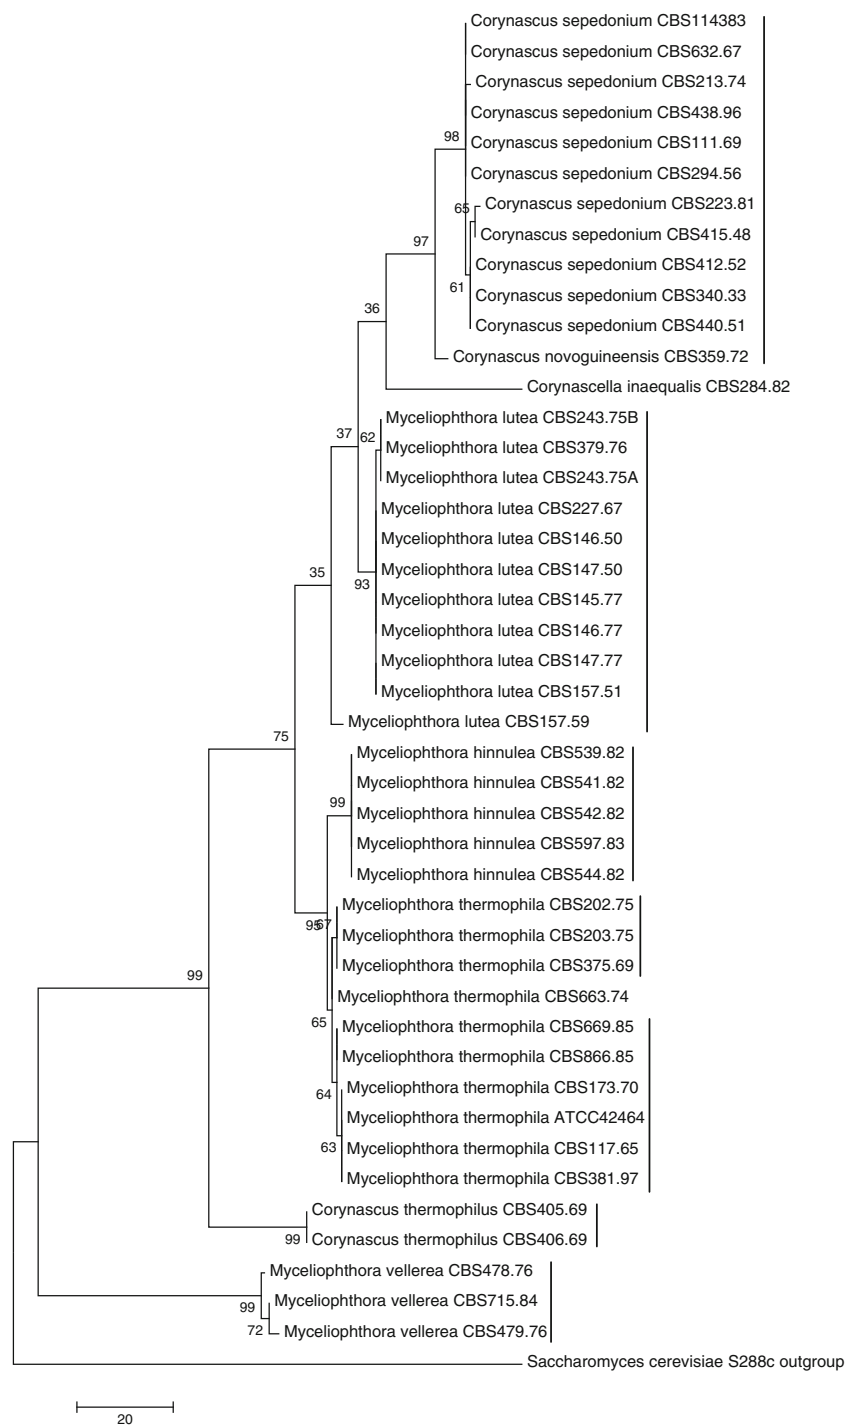 Corynascus sepedonium CBS114383
Corynascus sepedonium CBS632.67
Corynascus sepedonium CBS213.74
Corynascus sepedonium CBS438.96
Corynascus sepedonium CBS111.69
98
Corynascus sepedonium CBS294.56
Corynascus sepedonium CBS223.81
65
Corynascus sepedonium CBS415.48
97
Corynascus sepedonium CBS412.52
61
Corynascus sepedonium CBS340.33
36
Corynascus sepedonium CBS440.51
Corynascus novoguineensis CBS359.72
Corynascella inaequalis CBS284.82
Myceliophthora lutea CBS243.75B
37
62
Myceliophthora lutea CBS379.76
Myceliophthora lutea CBS243.75A
Myceliophthora lutea CBS227.67
Myceliophthora lutea CBS146.50
35
Myceliophthora lutea CBS147.50
93
Myceliophthora lutea CBS145.77
Myceliophthora lutea CBS146.77
Myceliophthora lutea CBS147.77
Myceliophthora lutea CBS157.51
Myceliophthora lutea CBS157.59
75
Myceliophthora hinnulea CBS539.82
Myceliophthora hinnulea CBS541.82
99
Myceliophthora hinnulea CBS542.82
Myceliophthora hinnulea CBS597.83
Myceliophthora hinnulea CBS544.82
Myceliophthora thermophila CBS202.75
95
67
Myceliophthora thermophila CBS203.75
Myceliophthora thermophila CBS375.69
99
Myceliophthora thermophila CBS663.74
65
Myceliophthora thermophila CBS669.85
Myceliophthora thermophila CBS866.85
64
Myceliophthora thermophila CBS173.70
Myceliophthora thermophila ATCC42464
63
Myceliophthora thermophila CBS117.65
Myceliophthora thermophila CBS381.97
Corynascus thermophilus CBS405.69
99
Corynascus thermophilus CBS406.69
Myceliophthora vellerea CBS478.76
99
Myceliophthora vellerea CBS715.84
72
Myceliophthora vellerea CBS479.76
Saccharomyces cerevisiae S288c outgroup
20